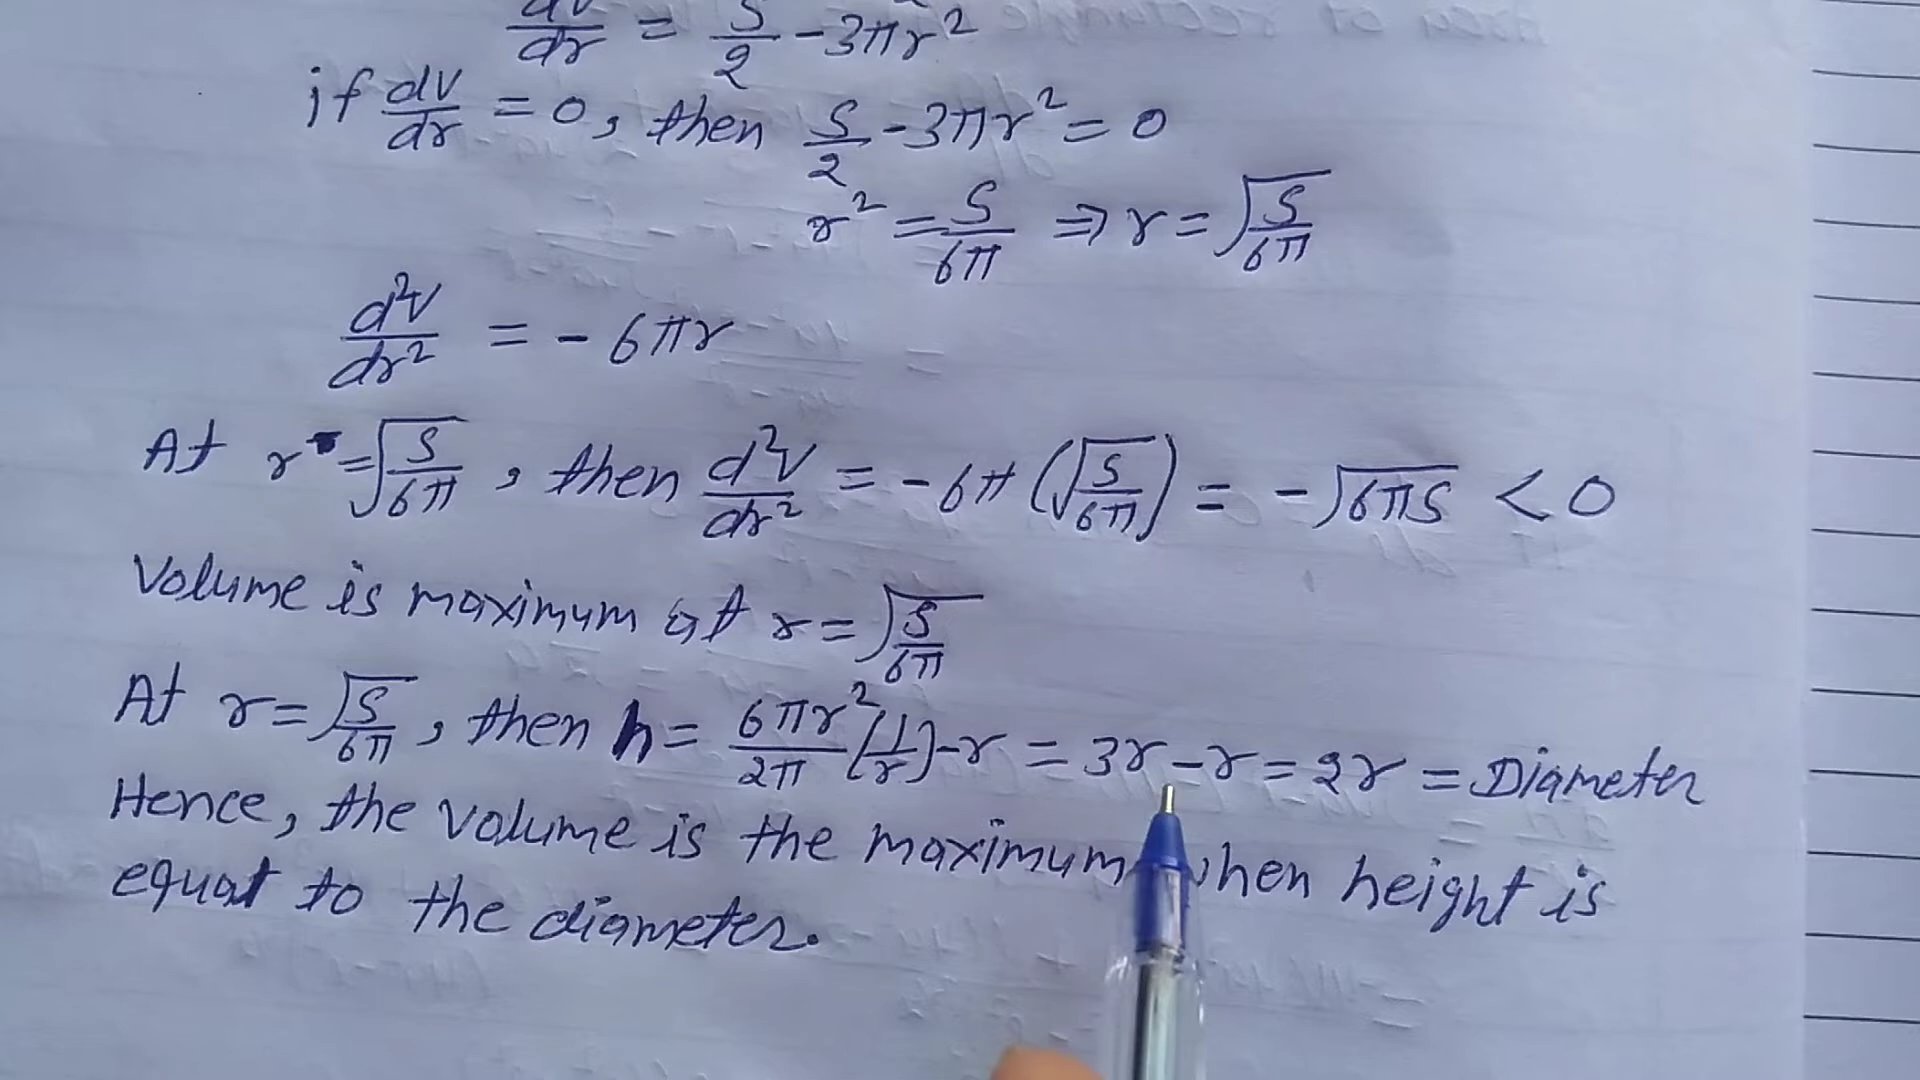 dV/dr = S/2 - 3πr²
if dV/dr = 0, then S/2 - 3πr² = 0
r² = S/6π ⇒ r = √(S/6π)
d²V/dr² = - 6πr
At r = √(S/6π), then d²V/dr² = -6π(√(S/6π)) = -√(6πS) < 0
Volume is maximum at r = √(S/6π)
At r = √(S/6π), then h = 6πr²/2π (1/r) - r = 3r - r = 2r = Diameter
Hence, the volume is the maximum when height is
equal to the diameter.